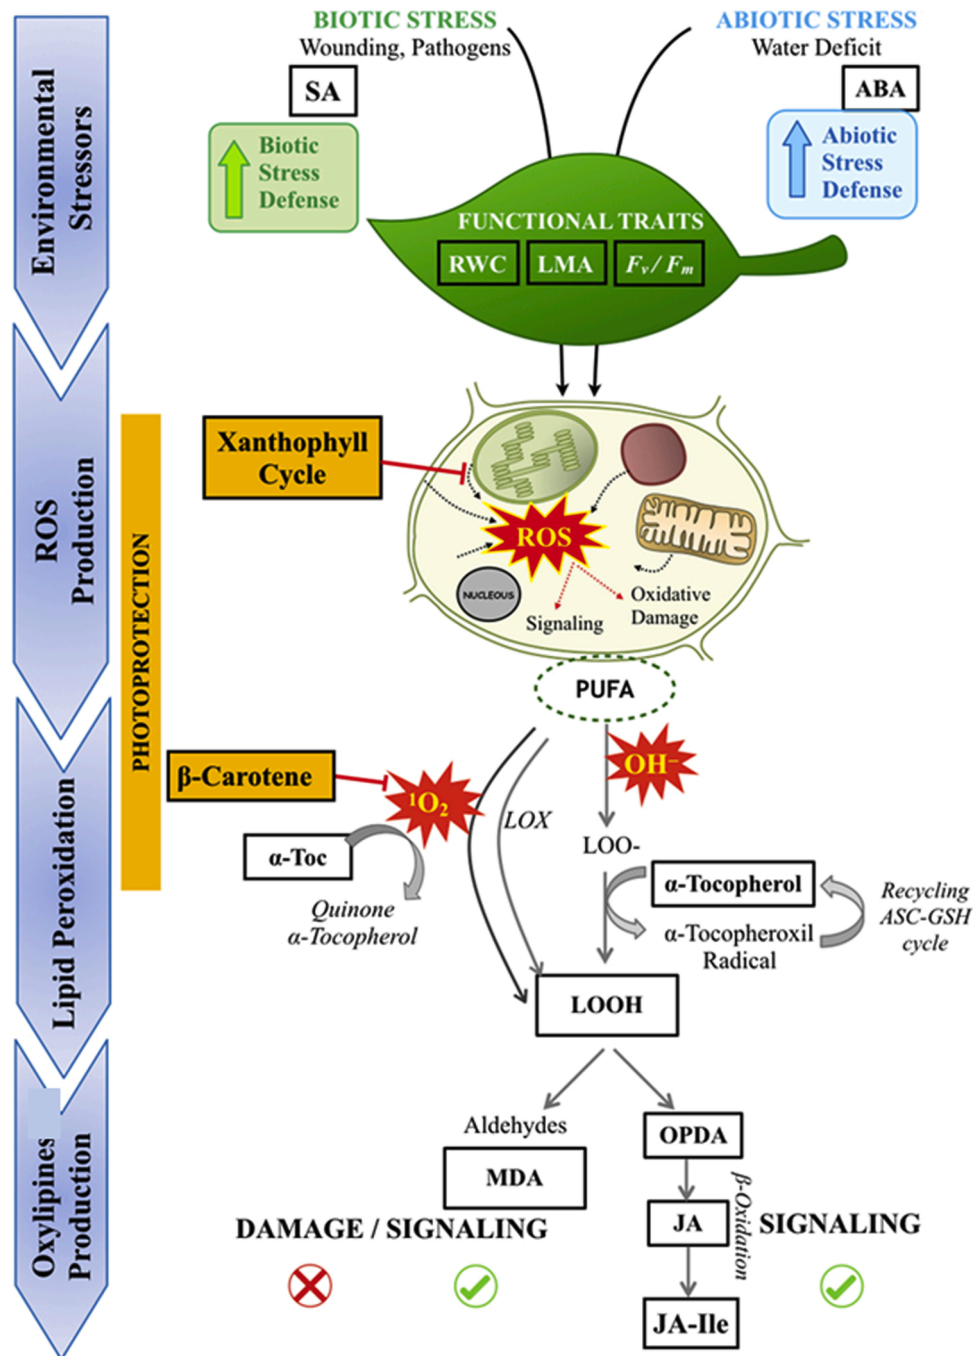 Environmental
Stressors
ROS
Production
Lipid Peroxidation
Oxylipines
Production
PHOTOPROTECTION
BIOTIC STRESS
Wounding, Pathogens
SA
Biotic
Stress
Defense
ABIOTIC STRESS
Water Deficit
ABA
Abiotic
Stress
Defense
FUNCTIONAL TRAITS
RWC
LMA
Fv / Fm
Xanthophyll
Cycle
ROS
NUCLEOUS
Signaling
Oxidative
Damage
PUFA
β-Carotene
¹O₂
OH⁻
LOX
LOO-
α-Toc
Quinone
α-Tocopherol
α-Tocopherol
α-Tocopheroxil
Radical
Recycling
ASC-GSH
cycle
LOOH
Aldehydes
MDA
DAMAGE / SIGNALING
OPDA
β-Oxidation
JA
SIGNALING
JA-Ile